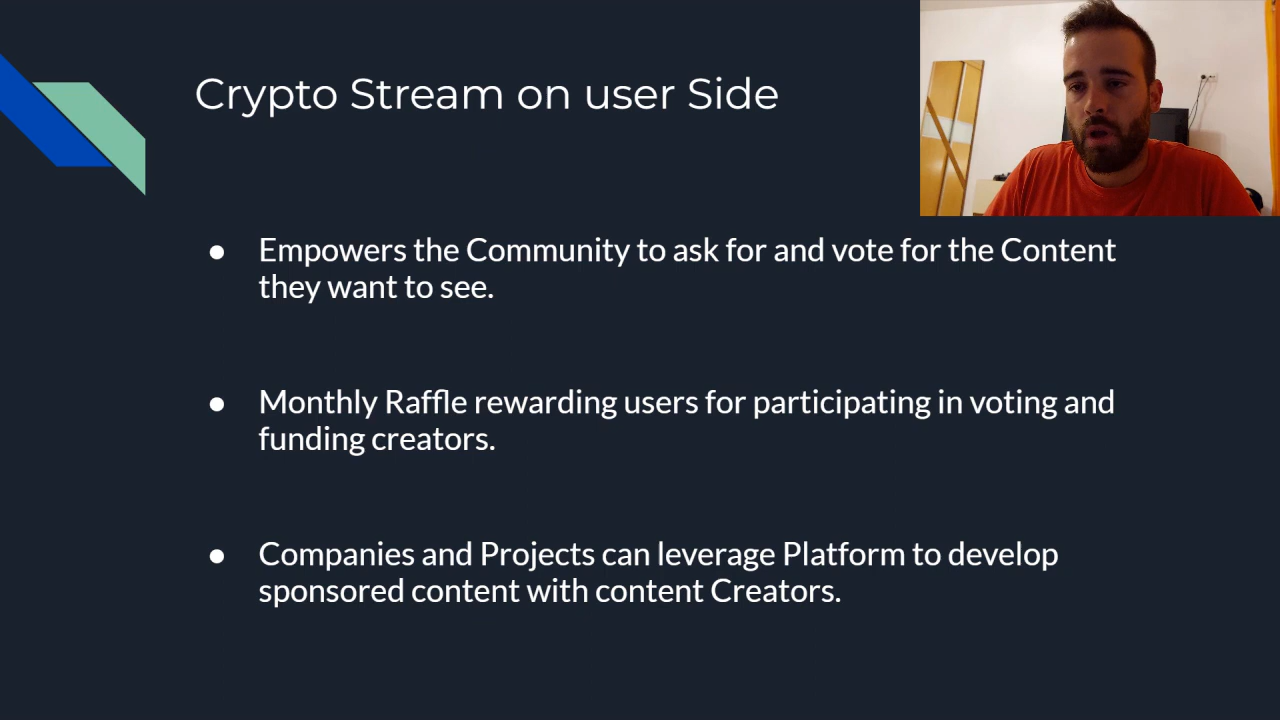 Crypto Stream on user Side
● Empowers the Community to ask for and vote for the Content
they want to see.
● Monthly Raffle rewarding users for participating in voting and
funding creators.
● Companies and Projects can leverage Platform to develop
sponsored content with content Creators.